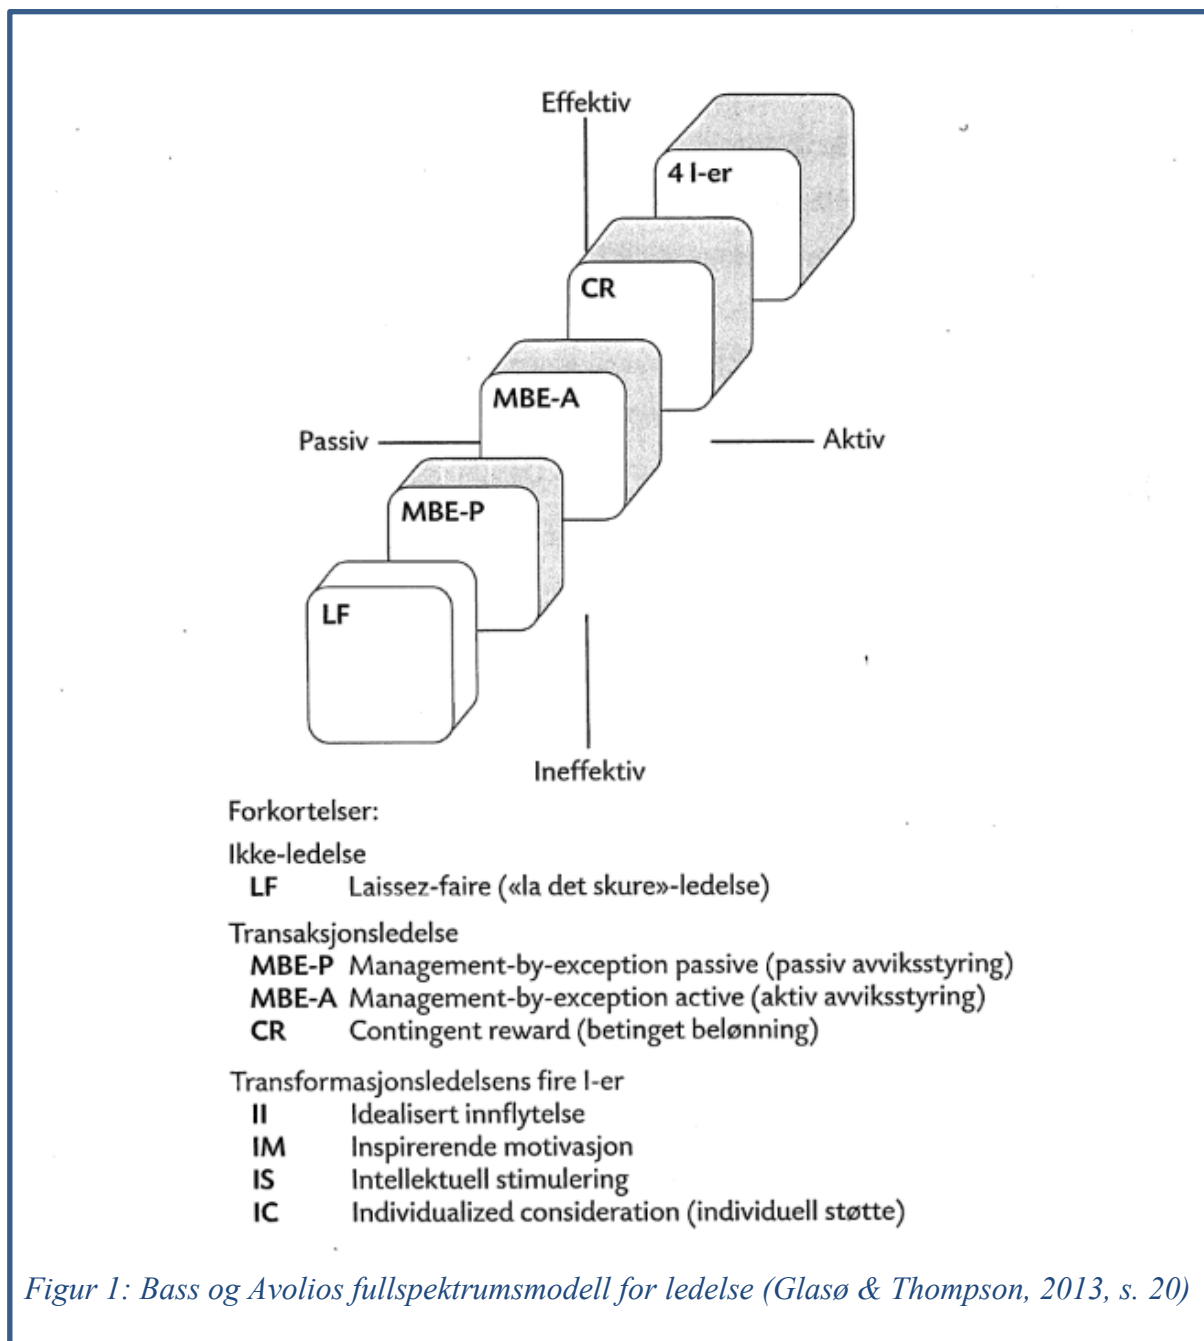 Effektiv
4 I-er
CR
MBE-A
Passiv
Aktiv
MBE-P
LF
Ineffektiv
Forkortelser:
Ikke-ledelse
LF Laissez-faire («la det skure»-ledelse)
Transaksjonsledelse
MBE-P Management-by-exception passive (passiv avviksstyring)
MBE-A Management-by-exception active (aktiv avviksstyring)
CR Contingent reward (betinget belønning)
Transformasjonsledelsens fire I-er
II Idealisert innflytelse
IM Inspirerende motivasjon
IS Intellektuell stimulering
IC Individualized consideration (individuell støtte)
Figur 1: Bass og Avolios fullspektrumsmodell for ledelse (Glasø & Thompson, 2013, s. 20)